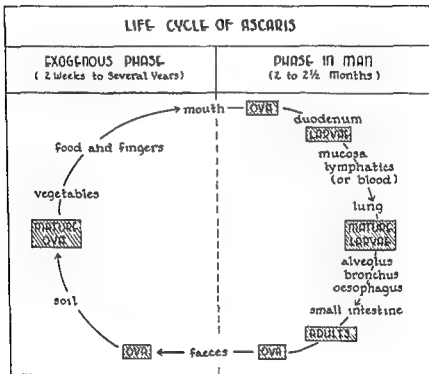 LIFE CYCLE OF ASCARIS
EXOGENOUS PHASE
(2 Weeks to Several Years)
PHASE IN MAN
(2 to 2½ Months)
mouth
OVA
duodenum
LARVAE
mucosa
lymphatics
(or blood)
lung
MATURE
LARVAE
alveolus
bronchus
oesophagus
small intestine
ADULTS
OVA
faeces
OVA
soil
MATURE
OVA
vegetables
food and fingers